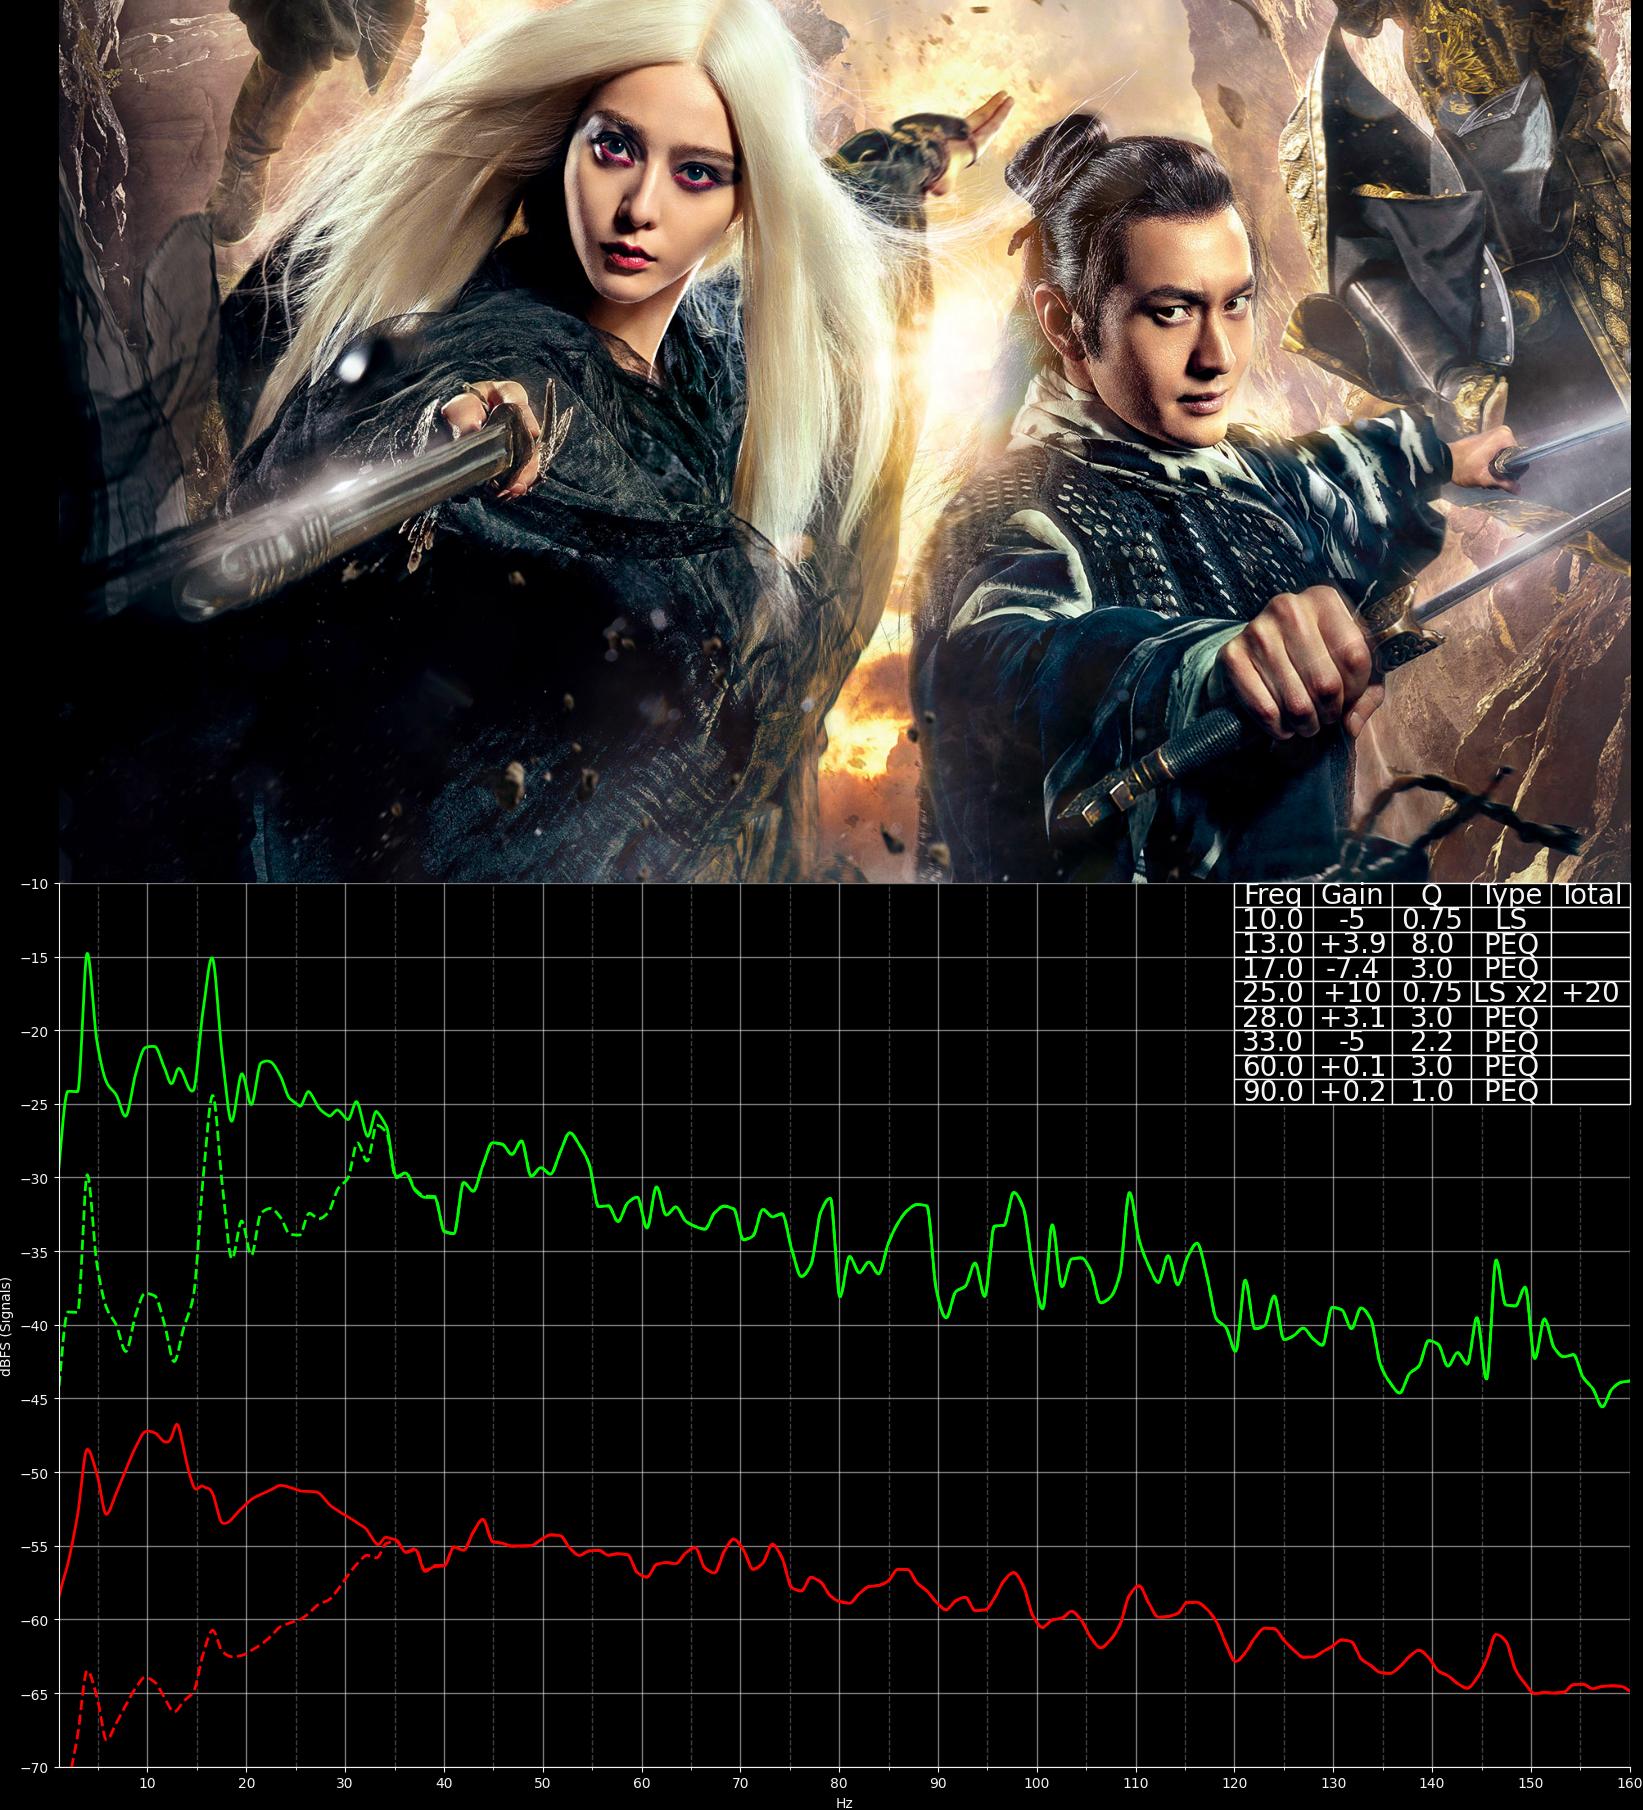 −10
−15
−20
−25
−30
−35
−40
−45
−50
−55
−60
−65
−70
dBFS (Signals)
Freq Gain Q Type Total
10.0 -5 0.75 LS
13.0 +3.9 8.0 PEQ
17.0 -7.4 3.0 PEQ
25.0 +10 0.75 LS x2 +20
28.0 +3.1 3.0 PEQ
33.0 -5 2.2 PEQ
60.0 +0.1 3.0 PEQ
90.0 +0.2 1.0 PEQ
10 20 30 40 50 60 70 80 90 100 110 120 130 140 150 160
Hz